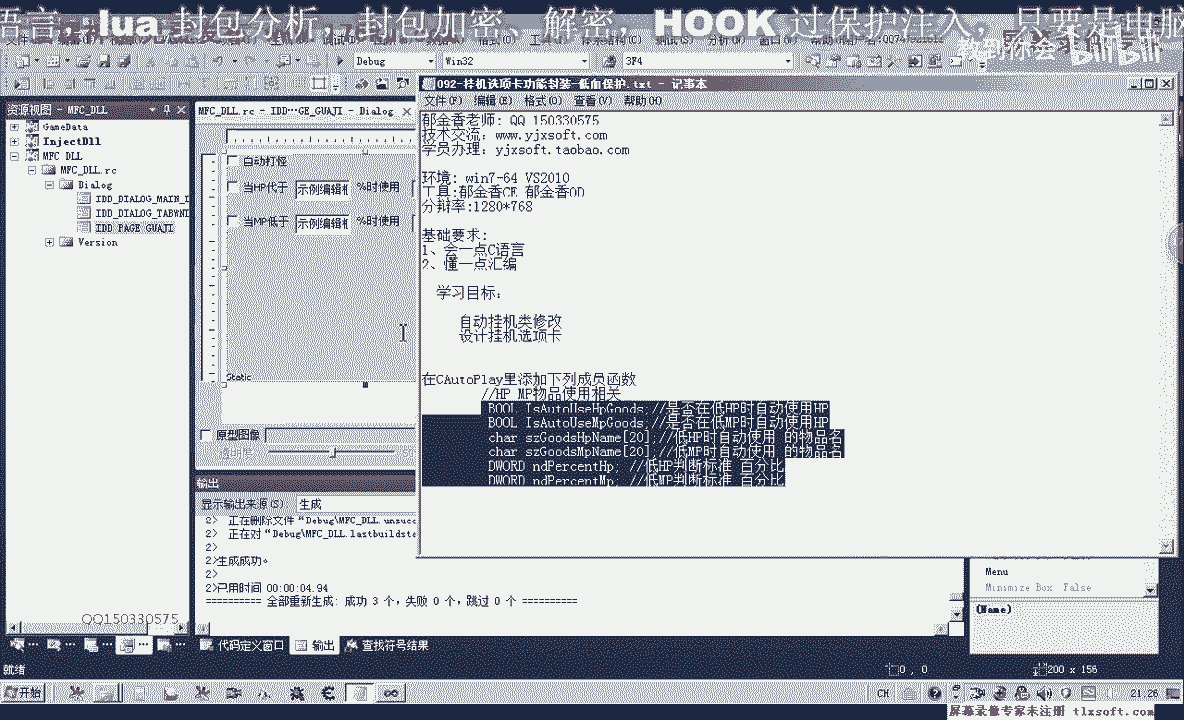 语言，lua 封包分析，封包加密、解密，HOOK 过保护注入，只要是电脑
教到你会 bilibili
Debug
Win32
3F4
资源视图 - MFC_DLL
GameData
InjectDll
MFC_DLL
MFC_DLL.rc
Dialog
IDD_DIALOG_MAIN_D
IDD_DIALOG_TABWND
IDD_PAGE_GUAJI
Version
MFC_DLL.rc - IDD...GE_GUAJI - Dialog
自动打怪
当HP代于 示例编辑框 %时使用
当MP低于 示例编辑框 %时使用
Static
原型图像
透明度
092-挂机选项卡功能封装-低血保护.txt - 记事本
文件(F) 编辑(E) 格式(O) 查看(V) 帮助(H)
郁金香老师: QQ 150330575
技术交流: www.yjxsoft.com
学员办理: yjxsoft.taobao.com
环境: win7-64 VS2010
工具:郁金香CE 郁金香OD
分辩率:1280*768
基础要求:
1、会一点C语言
2、懂一点汇编
学习目标:
自动挂机类修改
设计挂机选项卡
在CAutoPlay里添加下列成员函数
//HP MP物品使用相关
BOOL IsAutoUseHpGoods;//是否在低HP时自动使用HP
BOOL IsAutoUseMpGoods;//是否在低MP时自动使用HP
char szGoodsHpName[20];//低HP时自动使用 的物品名
char szGoodsMpName[20];//低MP时自动使用 的物品名
DWORD ndPercentHp; //低HP判断标准 百分比
DWORD ndPercentMp; //低MP判断标准 百分比
输出
显示输出来源(S): 生成
2> 正在删除文件“Debug\MFC_DLL.unsucc
2> 正在对“Debug\MFC_DLL.lastbuildsta
2>
2>生成成功。
2>
2>已用时间 00:00:04.94
========== 全部重新生成: 成功 3 个，失败 0 个，跳过 0 个 ==========
Menu
Minimize Box False
(Name)
QQ150330575
代码定义窗口 输出 查找符号结果
就绪
0 , 0
200 x 156
开始
CH
21:26
屏幕录像专家未注册 tlxsoft.com